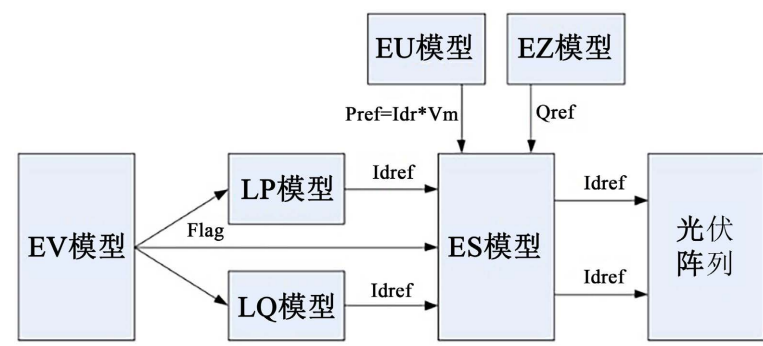 EU模型
EZ模型
Pref=Idr*Vm
Qref
EV模型
Flag
LP模型
Idref
LQ模型
Idref
ES模型
Idref
Idref
光伏
阵列